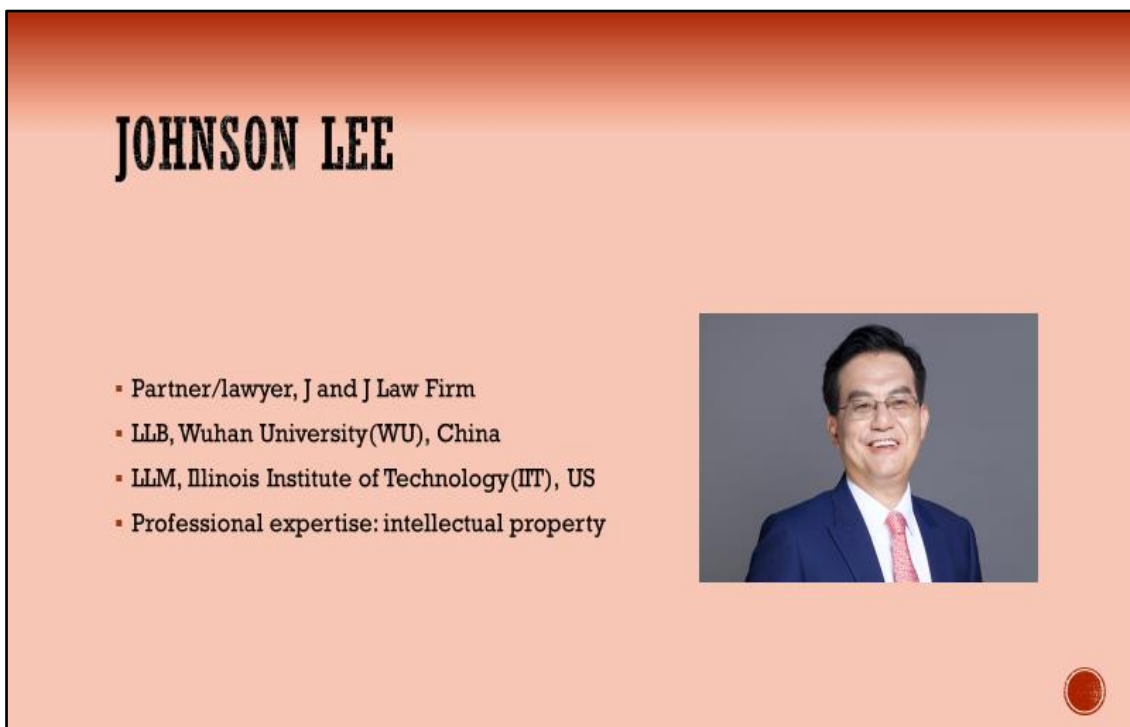 JOHNSON LEE
▪ Partner/lawyer, J and J Law Firm
▪ LLB, Wuhan University(WU), China
▪ LLM, Illinois Institute of Technology(IIT), US
▪ Professional expertise: intellectual property